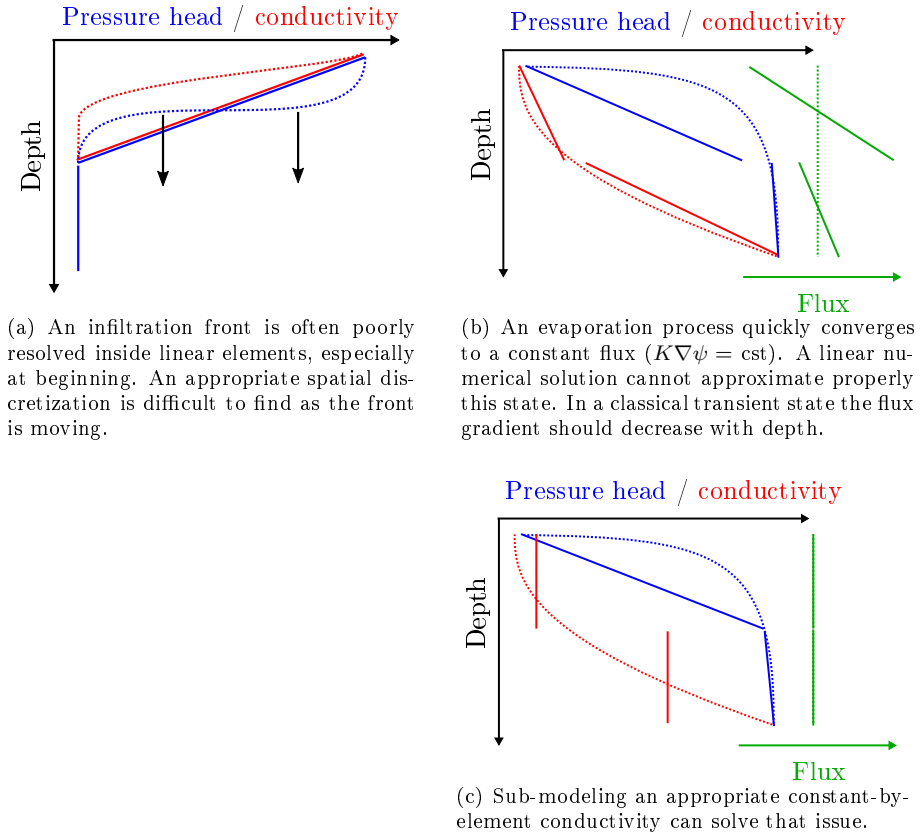 Pressure head / conductivity
Depth
(a) An infiltration front is often poorly
resolved inside linear elements, especially
at beginning. An appropriate spatial dis-
cretization is difficult to find as the front
is moving.
Pressure head / conductivity
Depth
Flux
(b) An evaporation process quickly converges
to a constant flux (K∇ψ = cst). A linear nu-
merical solution cannot approximate properly
this state. In a classical transient state the flux
gradient should decrease with depth.
Pressure head / conductivity
Depth
Flux
(c) Sub-modeling an appropriate constant-by-
element conductivity can solve that issue.